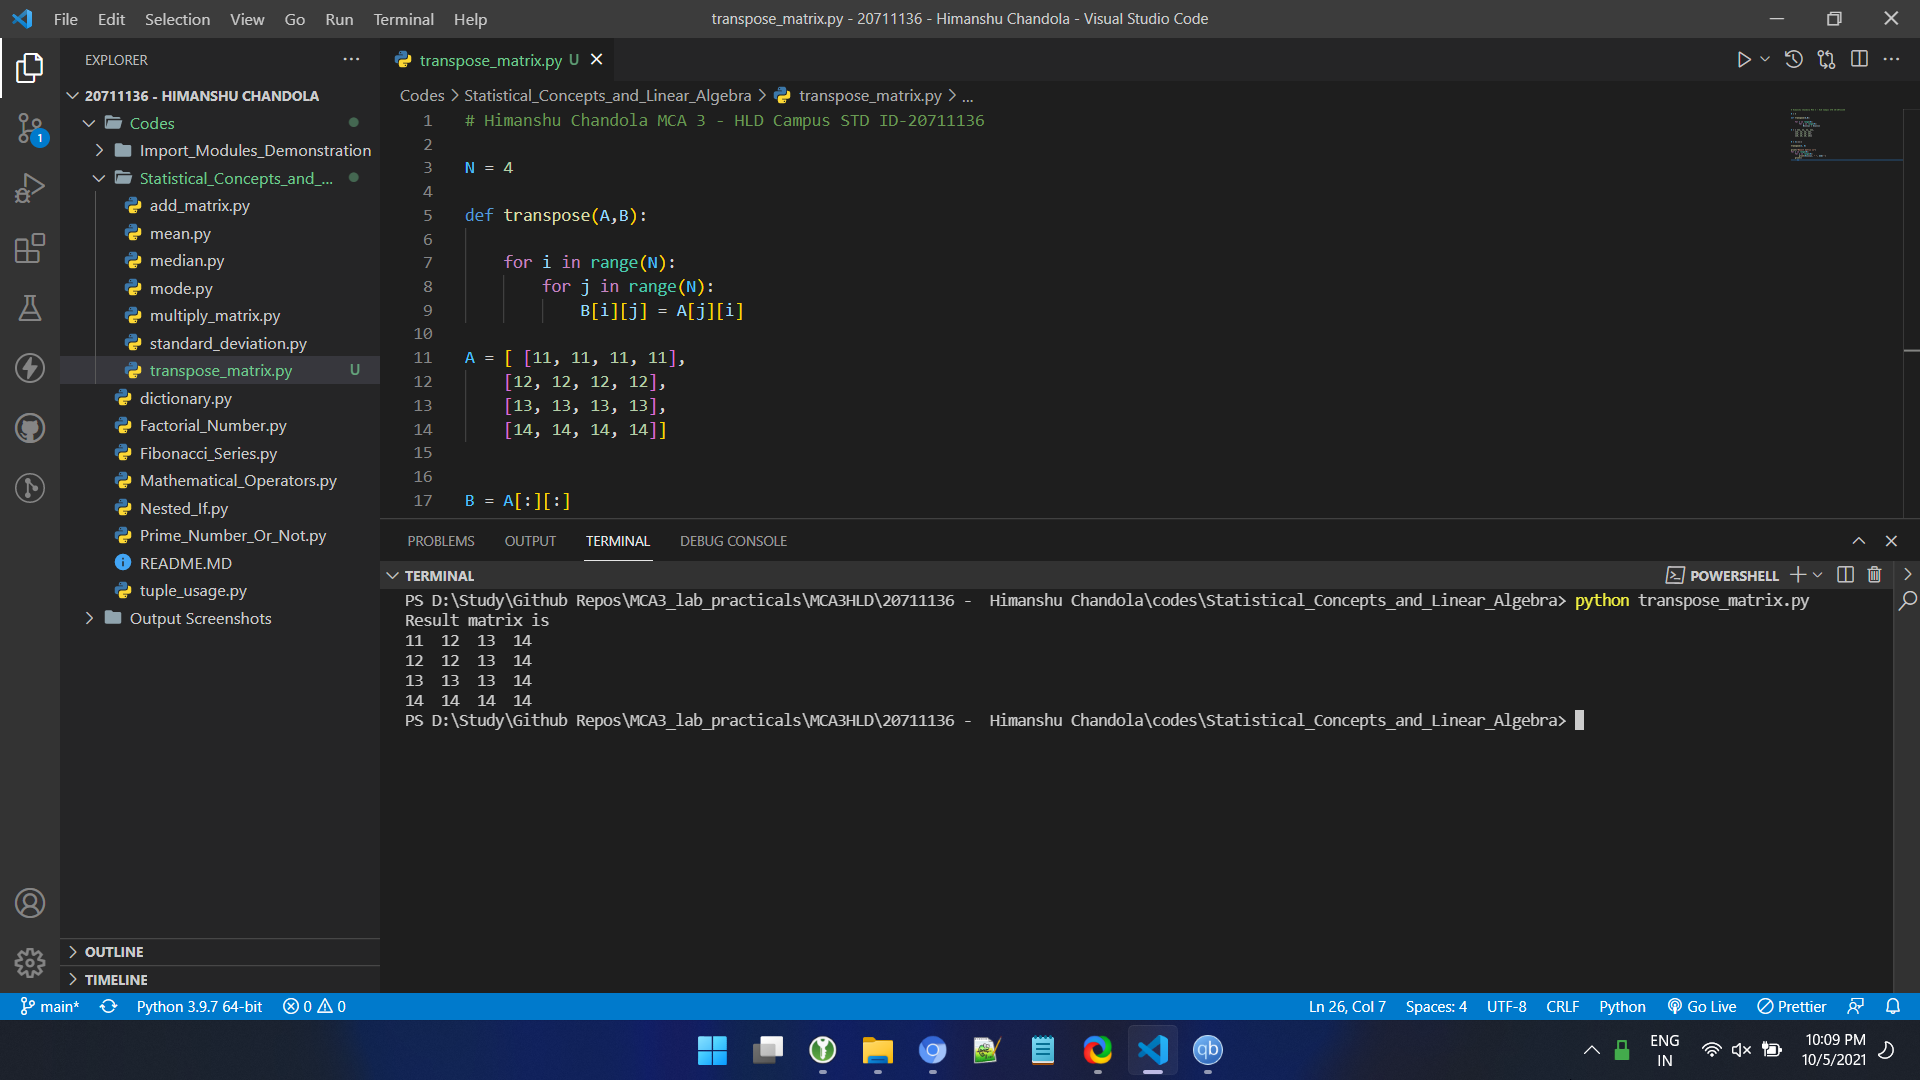 File Edit Selection View Go Run Terminal Help
transpose_matrix.py - 20711136 - Himanshu Chandola - Visual Studio Code
EXPLORER
20711136 - HIMANSHU CHANDOLA
Codes
Import_Modules_Demonstration
Statistical_Concepts_and_...
add_matrix.py
mean.py
median.py
mode.py
multiply_matrix.py
standard_deviation.py
transpose_matrix.py U
dictionary.py
Factorial_Number.py
Fibonacci_Series.py
Mathematical_Operators.py
Nested_If.py
Prime_Number_Or_Not.py
README.MD
tuple_usage.py
Output Screenshots
OUTLINE
TIMELINE
1
transpose_matrix.py U
Codes > Statistical_Concepts_and_Linear_Algebra > transpose_matrix.py > ...
1 # Himanshu Chandola MCA 3 - HLD Campus STD ID-20711136
2
3 N = 4
4
5 def transpose(A,B):
6
7 for i in range(N):
8 for j in range(N):
9 B[i][j] = A[j][i]
10
11 A = [ [11, 11, 11, 11],
12 [12, 12, 12, 12],
13 [13, 13, 13, 13],
14 [14, 14, 14, 14]]
15
16
17 B = A[:][:]
PROBLEMS OUTPUT TERMINAL DEBUG CONSOLE
TERMINAL
POWERSHELL
PS D:\Study\Github Repos\MCA3_lab_practicals\MCA3HLD\20711136 -  Himanshu Chandola\codes\Statistical_Concepts_and_Linear_Algebra> python transpose_matrix.py
Result matrix is
11  12  13  14
12  12  13  14
13  13  13  14
14  14  14  14
PS D:\Study\Github Repos\MCA3_lab_practicals\MCA3HLD\20711136 -  Himanshu Chandola\codes\Statistical_Concepts_and_Linear_Algebra>
main* Python 3.9.7 64-bit 0 0
Ln 26, Col 7 Spaces: 4 UTF-8 CRLF Python Go Live Prettier
qb
ENG
IN
10:09 PM
10/5/2021